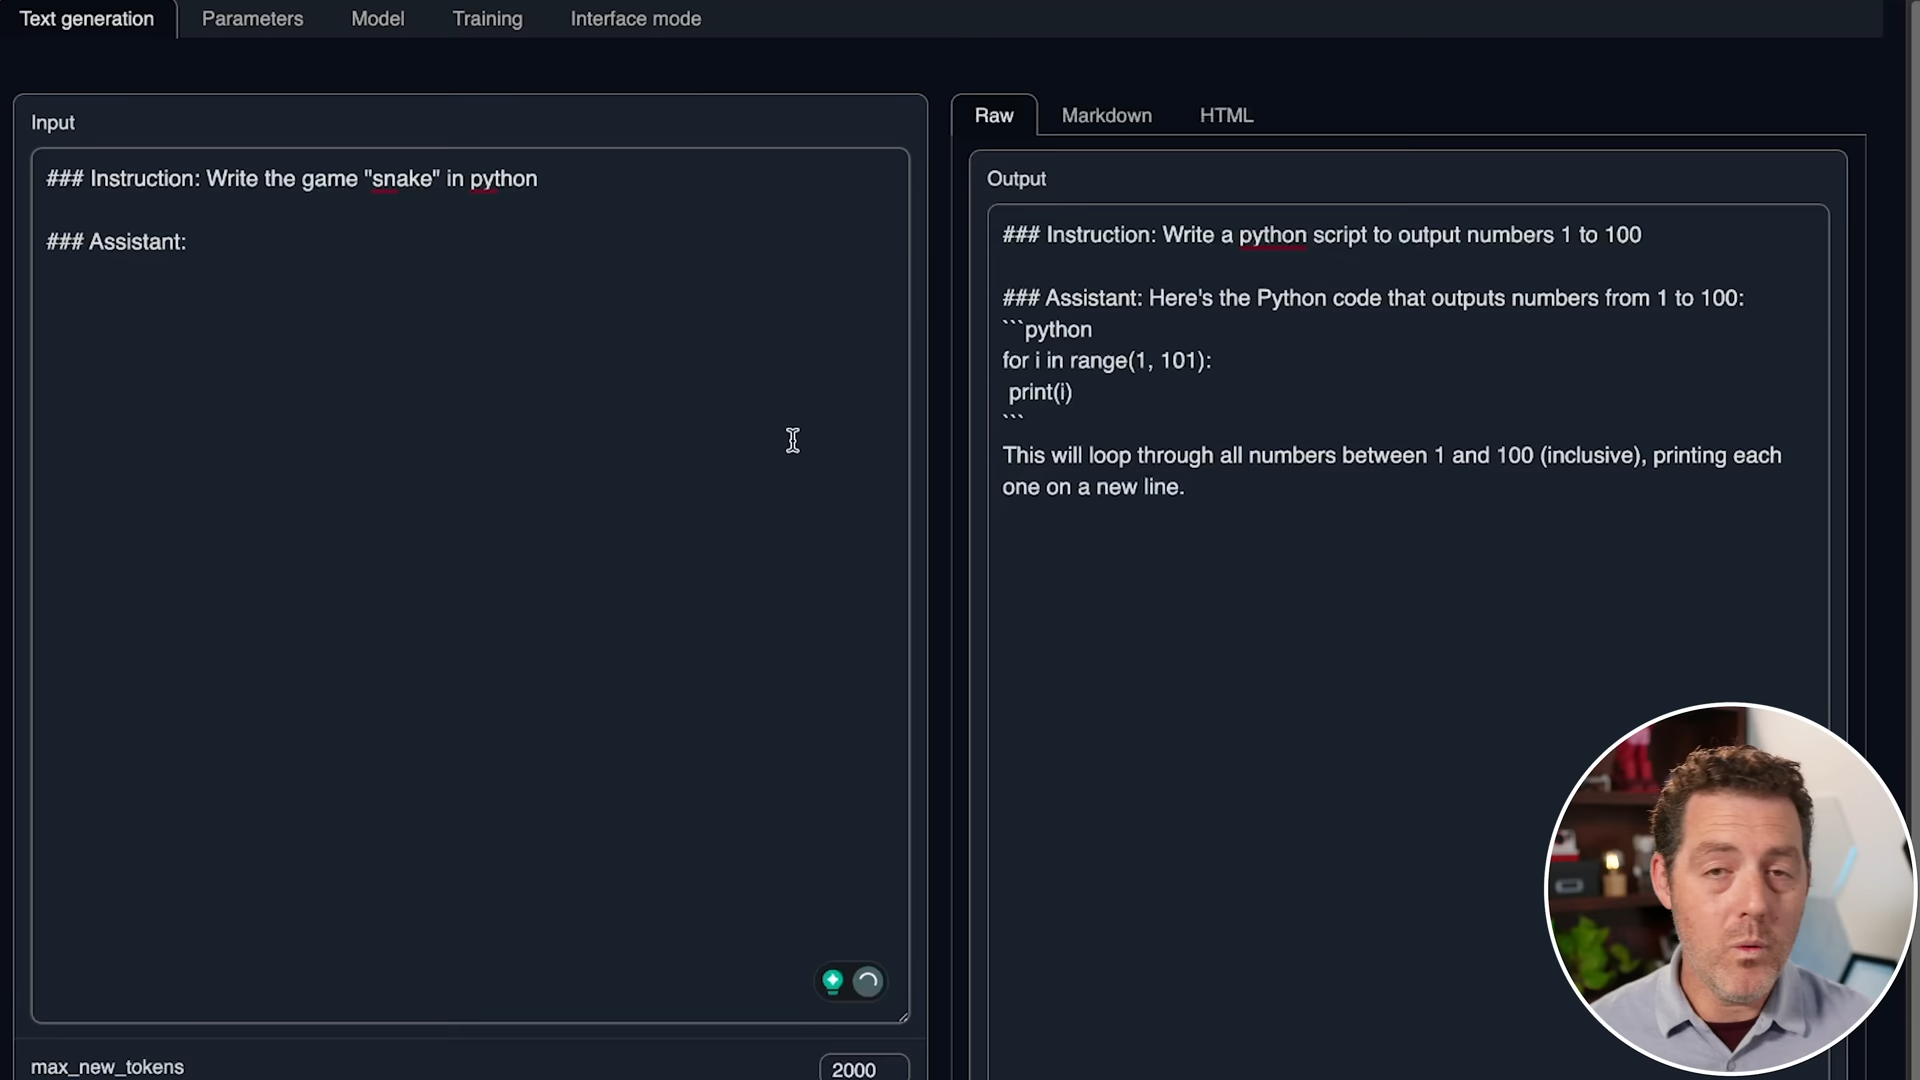 Text generation Parameters Model Training Interface mode
Input
### Instruction: Write the game "snake" in python
### Assistant:
max_new_tokens 2000
Raw Markdown HTML
Output
### Instruction: Write a python script to output numbers 1 to 100
### Assistant: Here's the Python code that outputs numbers from 1 to 100:
```python
for i in range(1, 101):
 print(i)
```
This will loop through all numbers between 1 and 100 (inclusive), printing each
one on a new line.